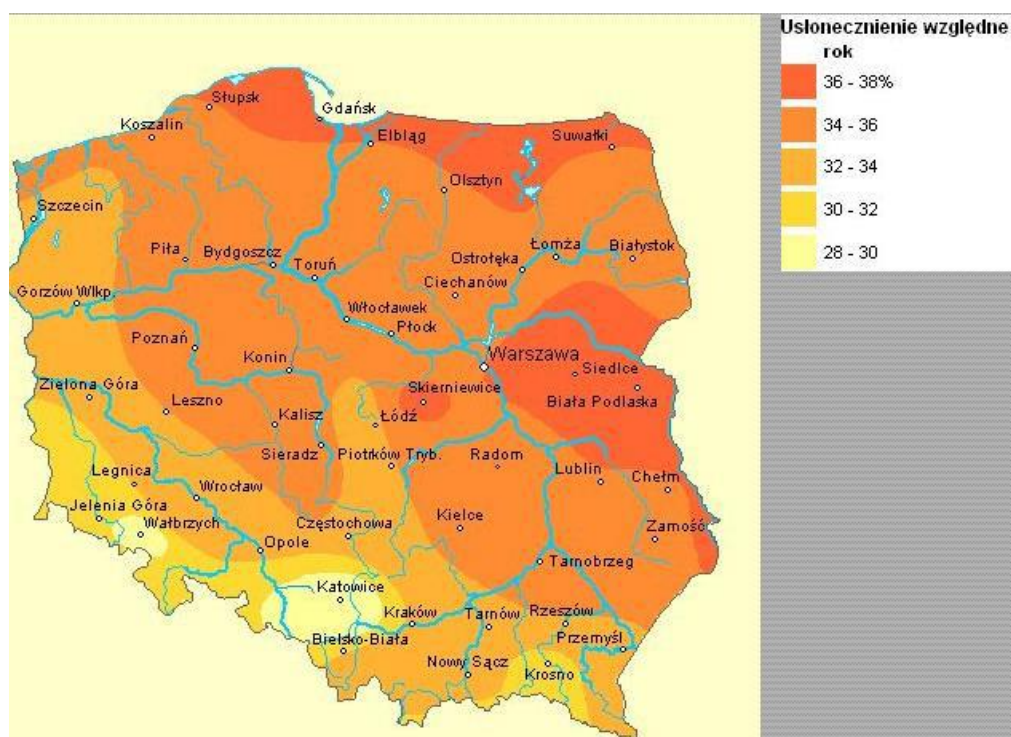 Usłonecznienie względne
rok
36 - 38%
34 - 36
32 - 34
30 - 32
28 - 30
Słupsk
Gdańsk
Koszalin
Elbląg
Suwałki
Olsztyn
Szczecin
Piła
Bydgoszcz
Toruń
Łomża
Białystok
Ostrołęka
Ciechanów
Gorzów Wlkp.
Włocławek
Płock
Poznań
Konin
Warszawa
Siedlce
Zielona Góra
Leszno
Skierniewice
Biała Podlaska
Kalisz
Łódź
Sieradz
Piotrków Tryb.
Radom
Lublin
Chełm
Legnica
Wrocław
Jelenia Góra
Wałbrzych
Częstochowa
Kielce
Zamość
Opole
Tarnobrzeg
Katowice
Kraków
Tarnów
Rzeszów
Przemyśl
Bielsko-Biała
Nowy Sącz
Krosno